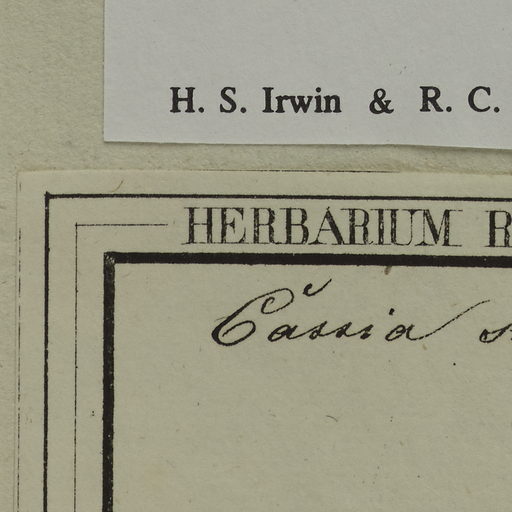 H. S. Irwin & R. C.
HERBARIUM R
Cassia s